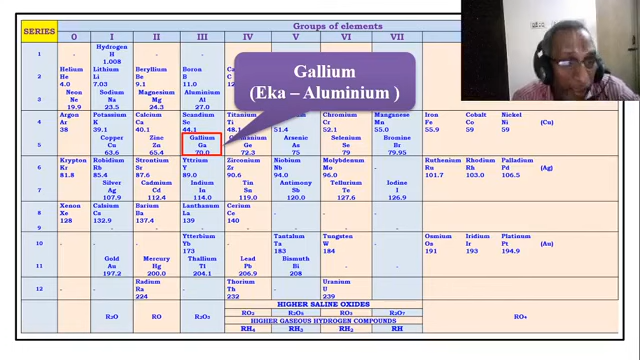 SERIES
Groups of elements
0 I II III IV V VI VII
1 - Hydrogen H 1.008 - -
2 Helium He 4.0 Lithium Li 7.03 Beryllium Be 9.1 Boron B 11.0
3 Neon Ne 19.9 Sodium Na 23.5 Magnesium Mg 24.3 Aluminium Al 27.0
Gallium
(Eka – Aluminium )
4 Argon Ar 38 Potassium K 39.1 Calcium Ca 40.1 Scandium Sc 44.1 Titanium Ti 48.1 51.4 Chromium Cr 52.1 Manganese Mn 55.0 Iron Fe 55.9 Cobalt Co 59 Nickel Ni 59 (Cu)
5 Copper Cu 63.6 Zinc Zn 65.4 Gallium Ga 70.0 Germanium Ge 72.3 Arsenic As 75 Selenium Se 79 Bromine Br 79.95
6 Krypton Kr 81.8 Robidium Rb 85.4 Strontium Sr 87.6 Yttrium Y 89.0 Zirconium Zr 90.6 Niobium Nb 94.0 Molybdenum Mo 96.0 - Ruthenium Ru 101.7 Rhodium Rh 103.0 Palladium Pd 106.5 (Ag)
7 Silver Ag 107.9 Cadmium Cd 112.4 Indium In 114.0 Tin Sn 119.0 Antimony Sb 120.0 Tellurium Te 127.6 Iodine I 126.9
8 Xenon Xe 128 Calsium Ca 132.9 Barium Ba 137.4 Lanthanum La 139 Cerium Ce 140 - - -
9 - - - - - - -
10 - - - Ytterbium Yb 173 - Tantalum Ta 183 Tungsten W 184 - Osmium Os 191 Iridium Ir 193 Platinum Pt 194.9 (Au)
11 Gold Au 197.2 Mercury Hg 200.0 Thallium Tl 204.1 Lead Pb 206.9 Bismuth Bi 208 - -
12 - - Radium Ra 224 - Thorium Th 232 - Uranium U 239
HIGHER SALINE OXIDES
R₂O RO R₂O₃ RO₂ R₂O₅ RO₃ R₂O₇ RO₄
HIGHER GASEOUS HYDROGEN COMPOUNDS
RH₄ RH₃ RH₂ RH